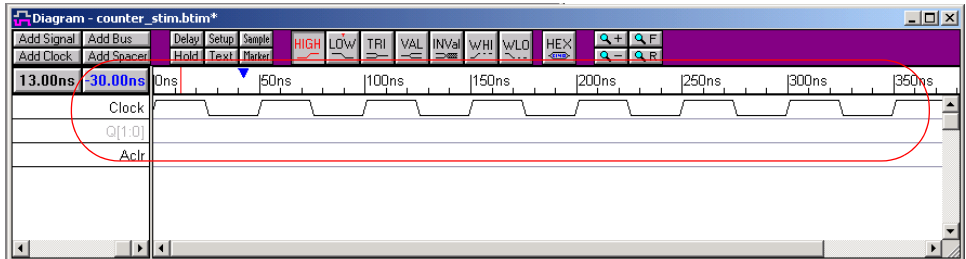 Diagram - counter_stim.btim*
Add Signal Add Bus Delay Setup Sample HIGH LOW TRI VAL INVal WHI WLO HEX + F
Add Clock Add Spacer Hold Text Marker - R
13.00ns -30.00ns 0ns 50ns 100ns 150ns 200ns 250ns 300ns 350ns
Clock
Q[1:0]
Aclr